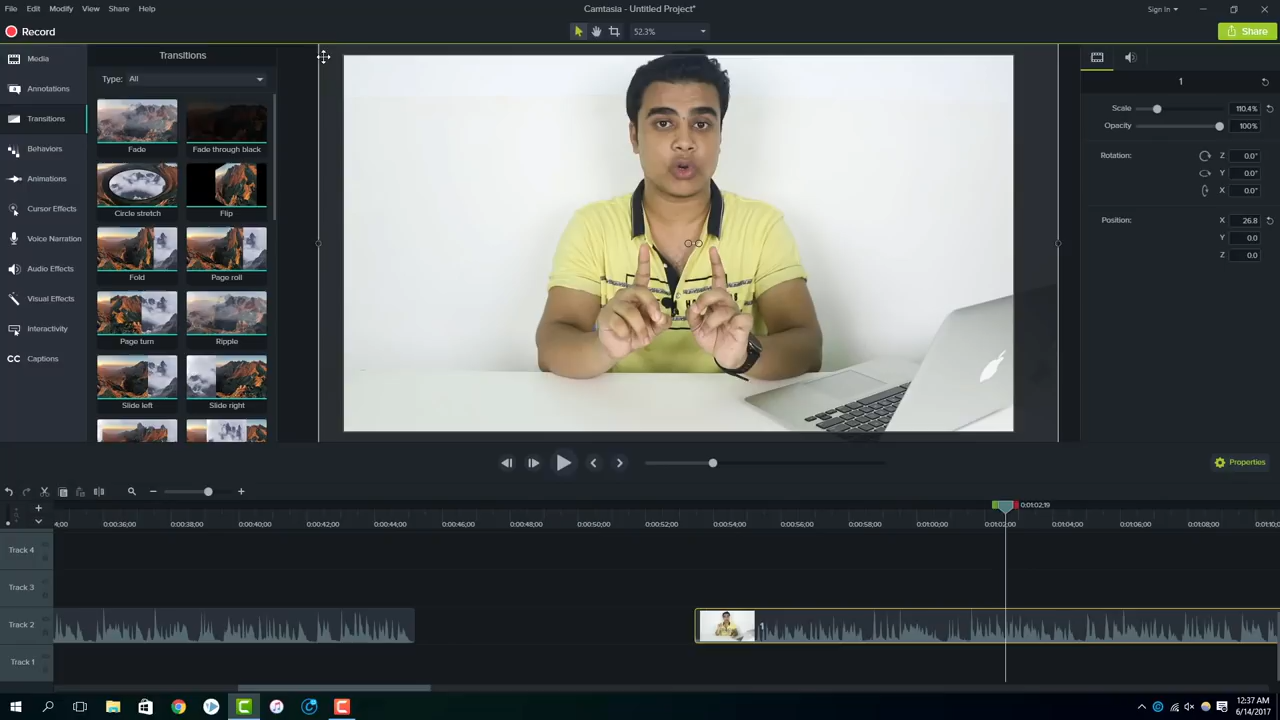 File Edit Modify View Share Help
Camtasia - Untitled Project*
Sign In
Record
52.3%
Share
Media
Annotations
Transitions
Behaviors
Animations
Cursor Effects
Voice Narration
Audio Effects
Visual Effects
Interactivity
CC Captions
Transitions
Type: All
Fade Fade through black
Circle stretch Flip
Fold Page roll
Page turn Ripple
Slide left Slide right
1
Scale 110.4%
Opacity 100%
Rotation: Z 0.0°
Y 0.0°
X 0.0°
Position: X 26.8
Y 0.0
Z 0.0
Properties
0:01:02;19
4;00 0:00:36;00 0:00:38;00 0:00:40;00 0:00:42;00 0:00:44;00 0:00:46;00 0:00:48;00 0:00:50;00 0:00:52;00 0:00:54;00 0:00:56;00 0:00:58;00 0:01:00;00 0:01:02;00 0:01:04;00 0:01:06;00 0:01:08;00 0:01:10;0
Track 4
Track 3
Track 2
1
Track 1
12:37 AM
6/14/2017